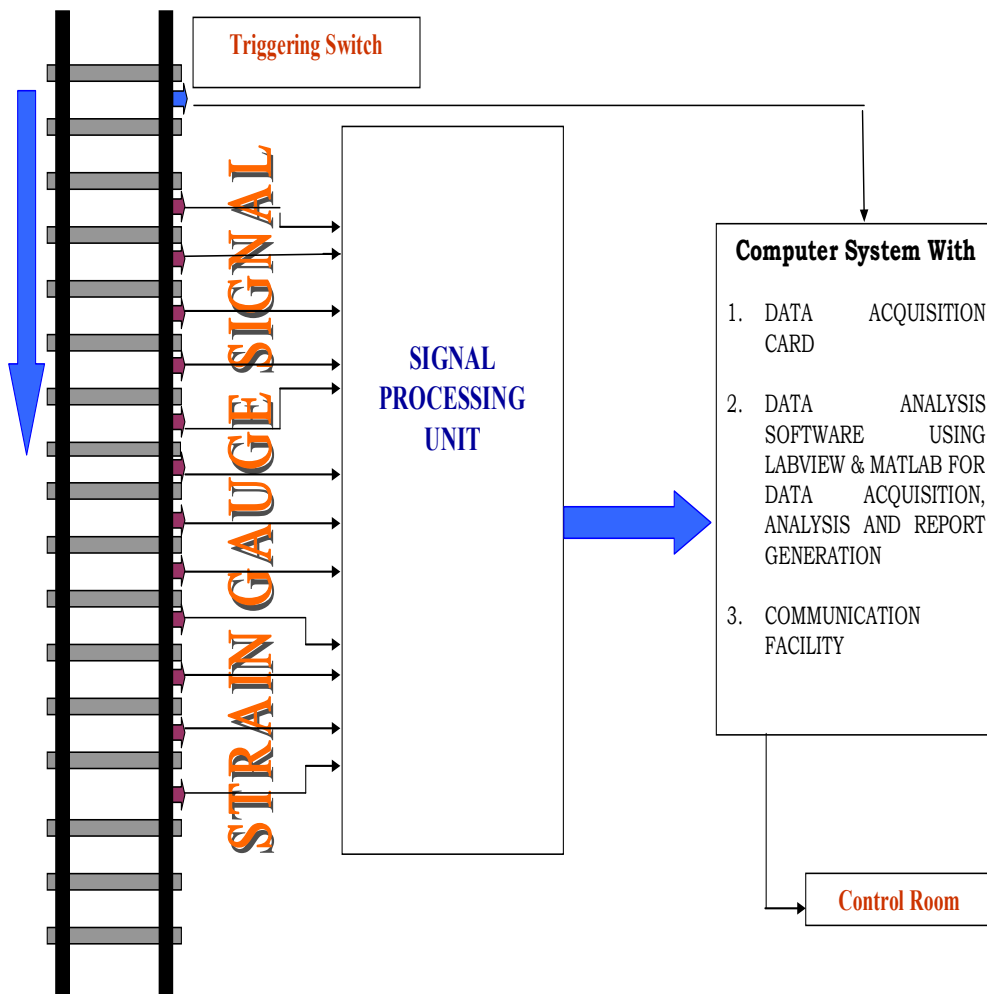 Triggering Switch
STRAIN GAUGE SIGNAL
SIGNAL
PROCESSING
UNIT
Computer System With
1. DATA ACQUISITION
CARD
2. DATA ANALYSIS
SOFTWARE USING
LABVIEW & MATLAB FOR
DATA ACQUISITION,
ANALYSIS AND REPORT
GENERATION
3. COMMUNICATION
FACILITY
Control Room